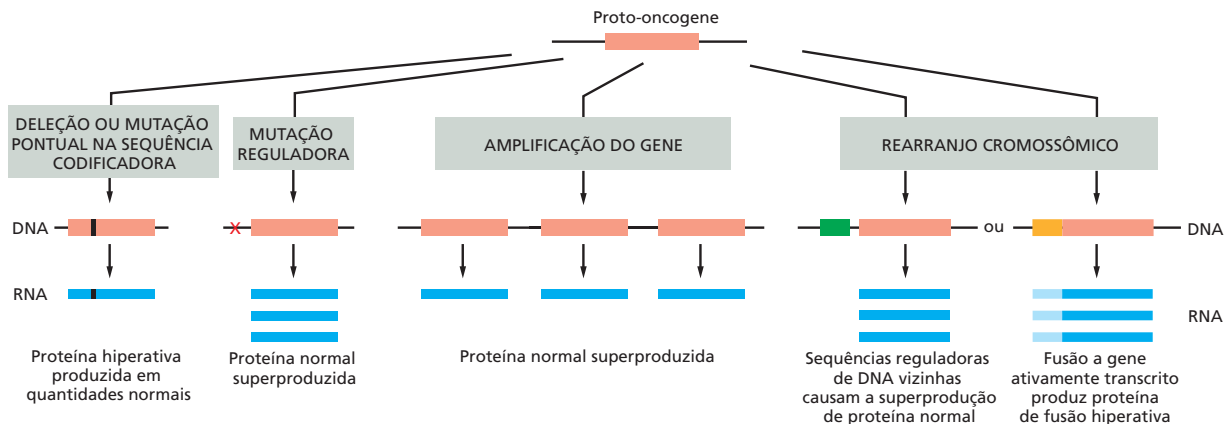 Proto-oncogene
DELEÇÃO OU MUTAÇÃO
PONTUAL NA SEQUÊNCIA
CODIFICADORA
MUTAÇÃO
REGULADORA
AMPLIFICAÇÃO DO GENE
REARRANJO CROMOSSÔMICO
DNA
X
ou
DNA
RNA
RNA
Proteína hiperativa
produzida em
quantidades normais
Proteína normal
superproduzida
Proteína normal superproduzida
Sequências reguladoras
de DNA vizinhas
causam a superprodução
de proteína normal
Fusão a gene
ativamente transcrito
produz proteína
de fusão hiperativa